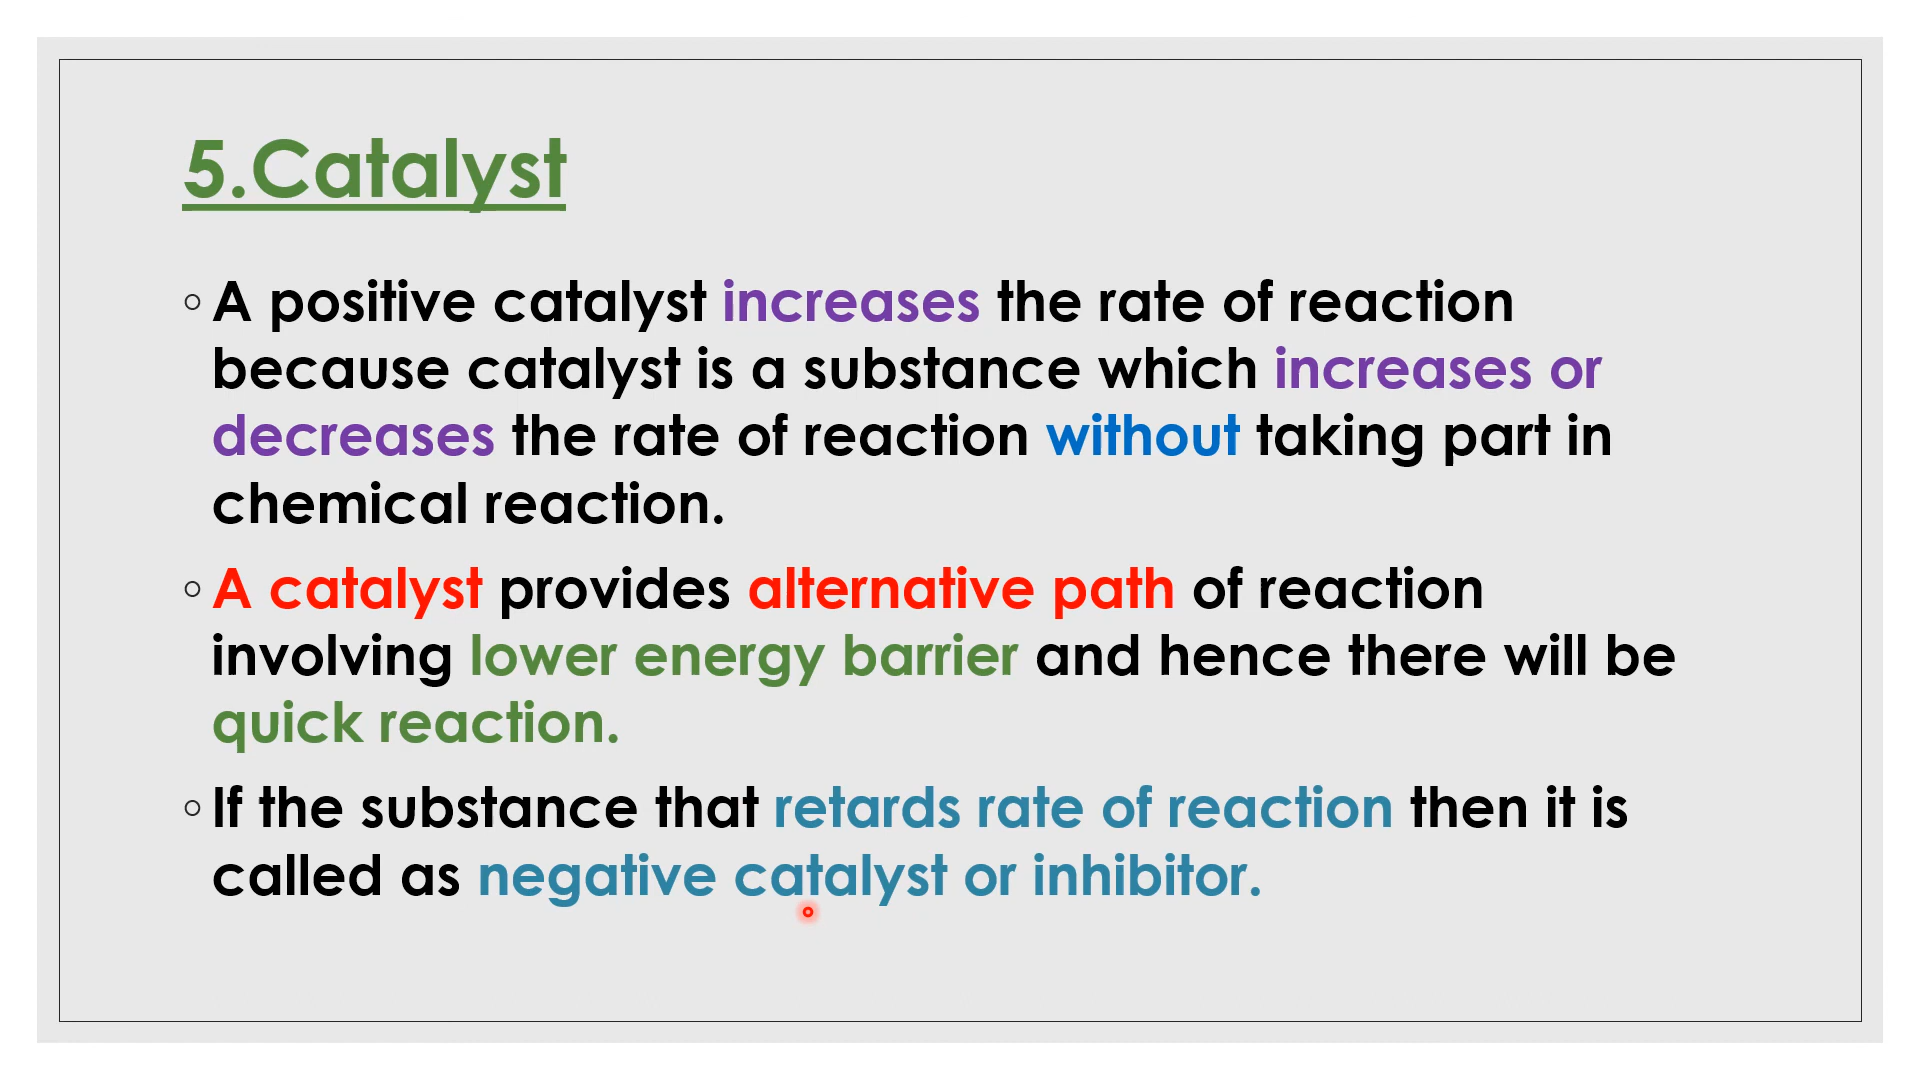 5.Catalyst
◦ A positive catalyst increases the rate of reaction
because catalyst is a substance which increases or
decreases the rate of reaction without taking part in
chemical reaction.
◦ A catalyst provides alternative path of reaction
involving lower energy barrier and hence there will be
quick reaction.
◦ If the substance that retards rate of reaction then it is
called as negative catalyst or inhibitor.